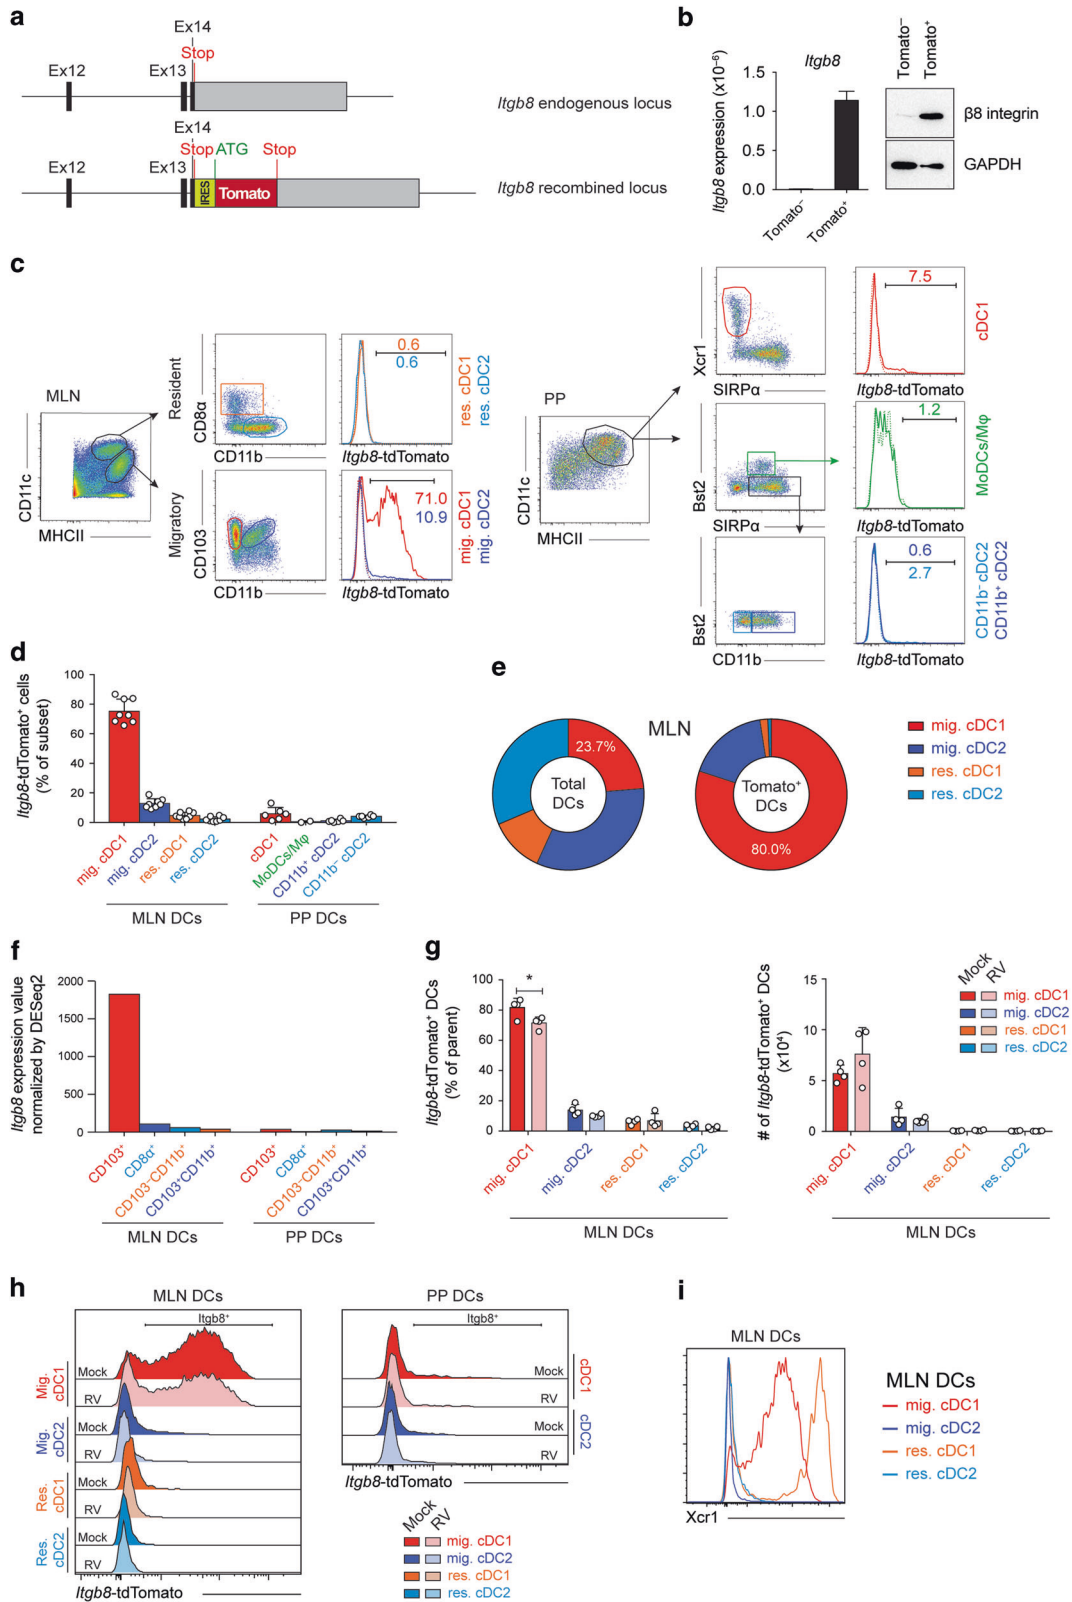 a
Ex14
Stop
Ex12
Ex13
Itgb8 endogenous locus
Ex14
Stop ATG Stop
Ex12
Ex13
IRES
Tomato
Itgb8 recombined locus
b
Itgb8
Itgb8 expression (x10⁻⁶)
1.5
1.0
0.5
0.0
Tomato⁻
Tomato⁺
Tomato⁻
Tomato⁺
β8 integrin
GAPDH
c
MLN
CD11c
MHCII
Resident
CD8α
CD11b
0.6
0.6
Itgb8-tdTomato
res. cDC1
res. cDC2
Migratory
CD103
CD11b
71.0
10.9
Itgb8-tdTomato
mig. cDC1
mig. cDC2
PP
CD11c
MHCII
Xcr1
SIRPα
7.5
Itgb8-tdTomato
cDC1
Bst2
SIRPα
1.2
Itgb8-tdTomato
MoDCs/Mφ
Bst2
CD11b
0.6
2.7
Itgb8-tdTomato
CD11b⁻ cDC2
CD11b⁺ cDC2
d
Itgb8-tdTomato⁺ cells
(% of subset)
100
80
60
40
20
0
mig. cDC1
mig. cDC2
res. cDC1
res. cDC2
cDC1
MoDCs/Mφ
CD11b⁺ cDC2
CD11b⁻ cDC2
MLN DCs
PP DCs
e
MLN
23.7%
Total
DCs
Tomato⁺
DCs
80.0%
mig. cDC1
mig. cDC2
res. cDC1
res. cDC2
f
Itgb8 expression value
normalized by DESeq2
2000
1500
1000
500
0
CD103⁺
CD8α⁺
CD103⁻CD11b⁺
CD103⁺CD11b⁺
CD103⁺
CD8α⁺
CD103⁻CD11b⁺
CD103⁺CD11b⁺
MLN DCs
PP DCs
g
Itgb8-tdTomato⁺ DCs
(% of parent)
100
80
60
40
20
0
*
mig. cDC1
mig. cDC2
res. cDC1
res. cDC2
MLN DCs
# of Itgb8-tdTomato⁺ DCs
(x10⁴)
15
10
5
0
mig. cDC1
mig. cDC2
res. cDC1
res. cDC2
MLN DCs
Mock
RV
mig. cDC1
mig. cDC2
res. cDC1
res. cDC2
h
MLN DCs
Itgb8⁺
Mig.
cDC1
Mock
RV
Mig.
cDC2
Mock
RV
Res.
cDC1
Mock
RV
Res.
cDC2
Mock
RV
Itgb8-tdTomato
PP DCs
Itgb8⁺
Mock
RV
cDC1
Mock
RV
cDC2
Itgb8-tdTomato
Mock
RV
mig. cDC1
mig. cDC2
res. cDC1
res. cDC2
i
MLN DCs
Xcr1
MLN DCs
mig. cDC1
mig. cDC2
res. cDC1
res. cDC2